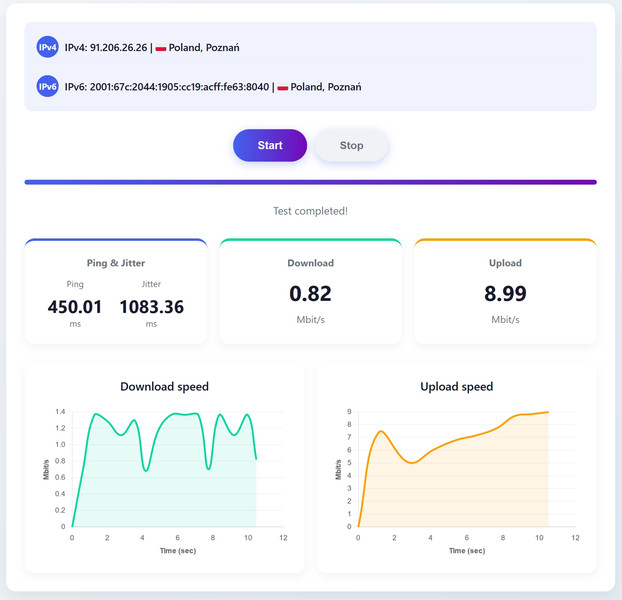 IPv4 IPv4: 91.206.26.26 | Poland, Poznań
IPv6 IPv6: 2001:67c:2044:1905:cc19:acff:fe63:8040 | Poland, Poznań
Start Stop
Test completed!
Ping & Jitter
Ping Jitter
450.01 1083.36
ms ms
Download
0.82
Mbit/s
Upload
8.99
Mbit/s
Download speed
Mbit/s
1.4
1.2
1.0
0.8
0.6
0.4
0.2
0
0 2 4 6 8 10 12
Time (sec)
Upload speed
Mbit/s
9
8
7
6
5
4
3
2
1
0
0 2 4 6 8 10 12
Time (sec)